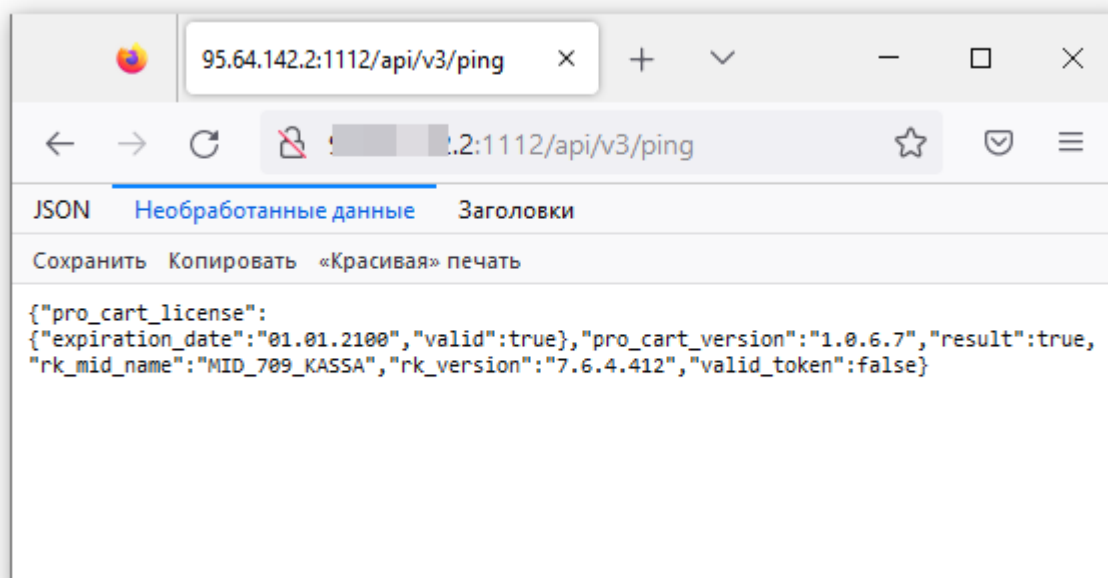 95.64.142.2:1112/api/v3/ping
.2:1112/api/v3/ping
JSON Необработанные данные Заголовки
Сохранить Копировать «Красивая» печать
{"pro_cart_license":
{"expiration_date":"01.01.2100","valid":true},"pro_cart_version":"1.0.6.7","result":true,
"rk_mid_name":"MID_709_KASSA","rk_version":"7.6.4.412","valid_token":false}